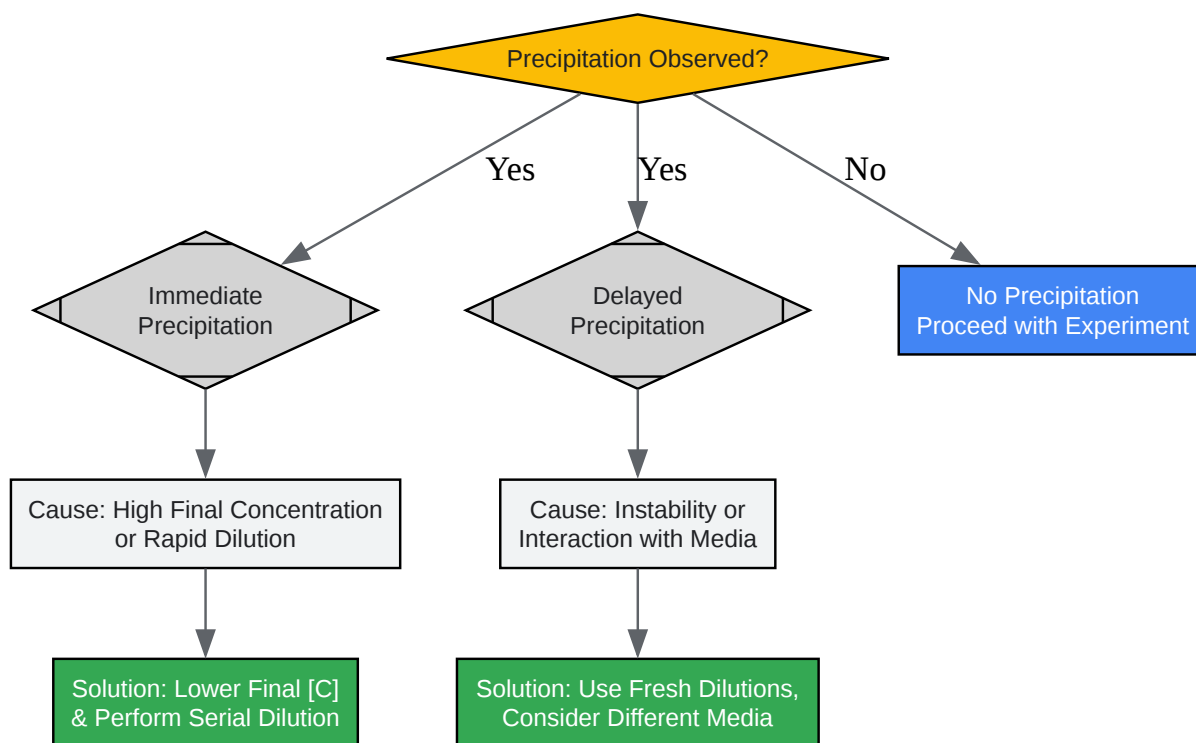 Precipitation Observed?
Yes
Yes
No
Immediate
Precipitation
Delayed
Precipitation
No Precipitation
Proceed with Experiment
Cause: High Final Concentration
or Rapid Dilution
Cause: Instability or
Interaction with Media
Solution: Lower Final [C]
& Perform Serial Dilution
Solution: Use Fresh Dilutions,
Consider Different Media